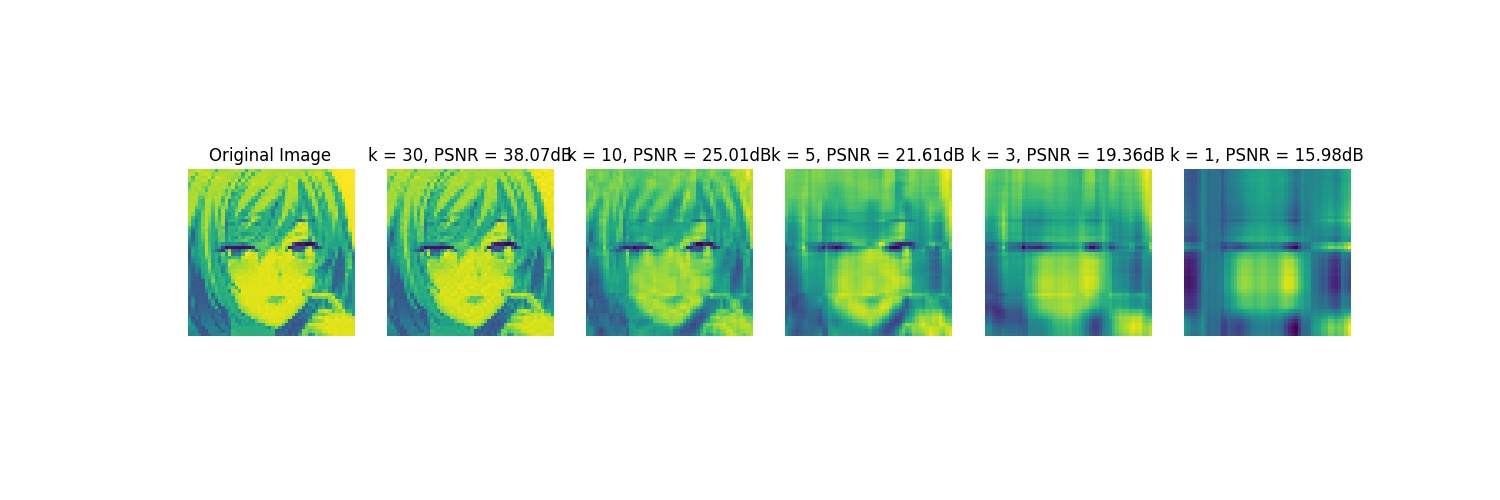 Original Image
k = 30, PSNR = 38.07dB
k = 10, PSNR = 25.01dB
k = 5, PSNR = 21.61dB
k = 3, PSNR = 19.36dB
k = 1, PSNR = 15.98dB